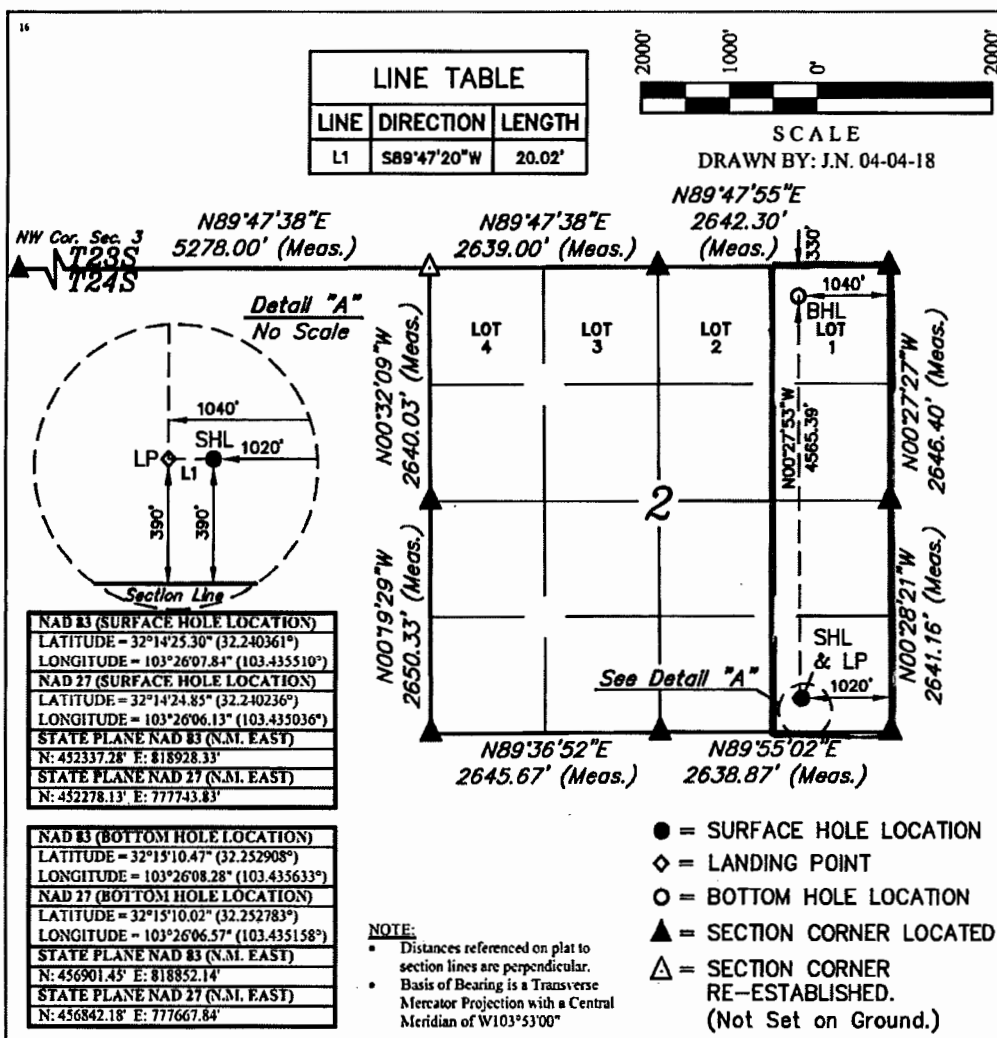 16
LINE TABLE
LINE DIRECTION LENGTH
L1 S89°47'20"W 20.02'
2000' 1000' 0' 2000'
SCALE
DRAWN BY: J.N. 04-04-18
NW Cor. Sec. 3
T23S
T24S
N89°47'38"E
5278.00' (Meas.)
N89°47'38"E
2639.00' (Meas.)
N89°47'55"E
2642.30'
(Meas.)
330'
1040'
BHL
LOT
4
LOT
3
LOT
2
LOT
1
Detail "A"
No Scale
1040'
SHL
1020'
LP
L1
390'
390'
Section Line
N00°32'09"W
2640.03' (Meas.)
N00°19'29"W
2650.33' (Meas.)
2
N00°27'53"W
4565.39'
N00°27'27"W
2646.40' (Meas.)
N00°28'21"W
2641.16' (Meas.)
SHL
& LP
1020'
See Detail "A"
N89°36'52"E
2645.67' (Meas.)
N89°55'02"E
2638.87' (Meas.)
NAD 83 (SURFACE HOLE LOCATION)
LATITUDE = 32°14'25.30" (32.240361°)
LONGITUDE = 103°26'07.84" (103.435510°)
NAD 27 (SURFACE HOLE LOCATION)
LATITUDE = 32°14'24.85" (32.240236°)
LONGITUDE = 103°26'06.13" (103.435036°)
STATE PLANE NAD 83 (N.M. EAST)
N: 452337.28' E: 818928.33'
STATE PLANE NAD 27 (N.M. EAST)
N: 452278.13' E: 777743.83'
NAD 83 (BOTTOM HOLE LOCATION)
LATITUDE = 32°15'10.47" (32.252908°)
LONGITUDE = 103°26'08.28" (103.435633°)
NAD 27 (BOTTOM HOLE LOCATION)
LATITUDE = 32°15'10.02" (32.252783°)
LONGITUDE = 103°26'06.57" (103.435158°)
STATE PLANE NAD 83 (N.M. EAST)
N: 456901.45' E: 818852.14'
STATE PLANE NAD 27 (N.M. EAST)
N: 456842.18' E: 777667.84'
NOTE:
• Distances referenced on plat to
section lines are perpendicular.
• Basis of Bearing is a Transverse
Mercator Projection with a Central
Meridian of W103°53'00"
= SURFACE HOLE LOCATION
= LANDING POINT
= BOTTOM HOLE LOCATION
= SECTION CORNER LOCATED
= SECTION CORNER
RE-ESTABLISHED.
(Not Set on Ground.)